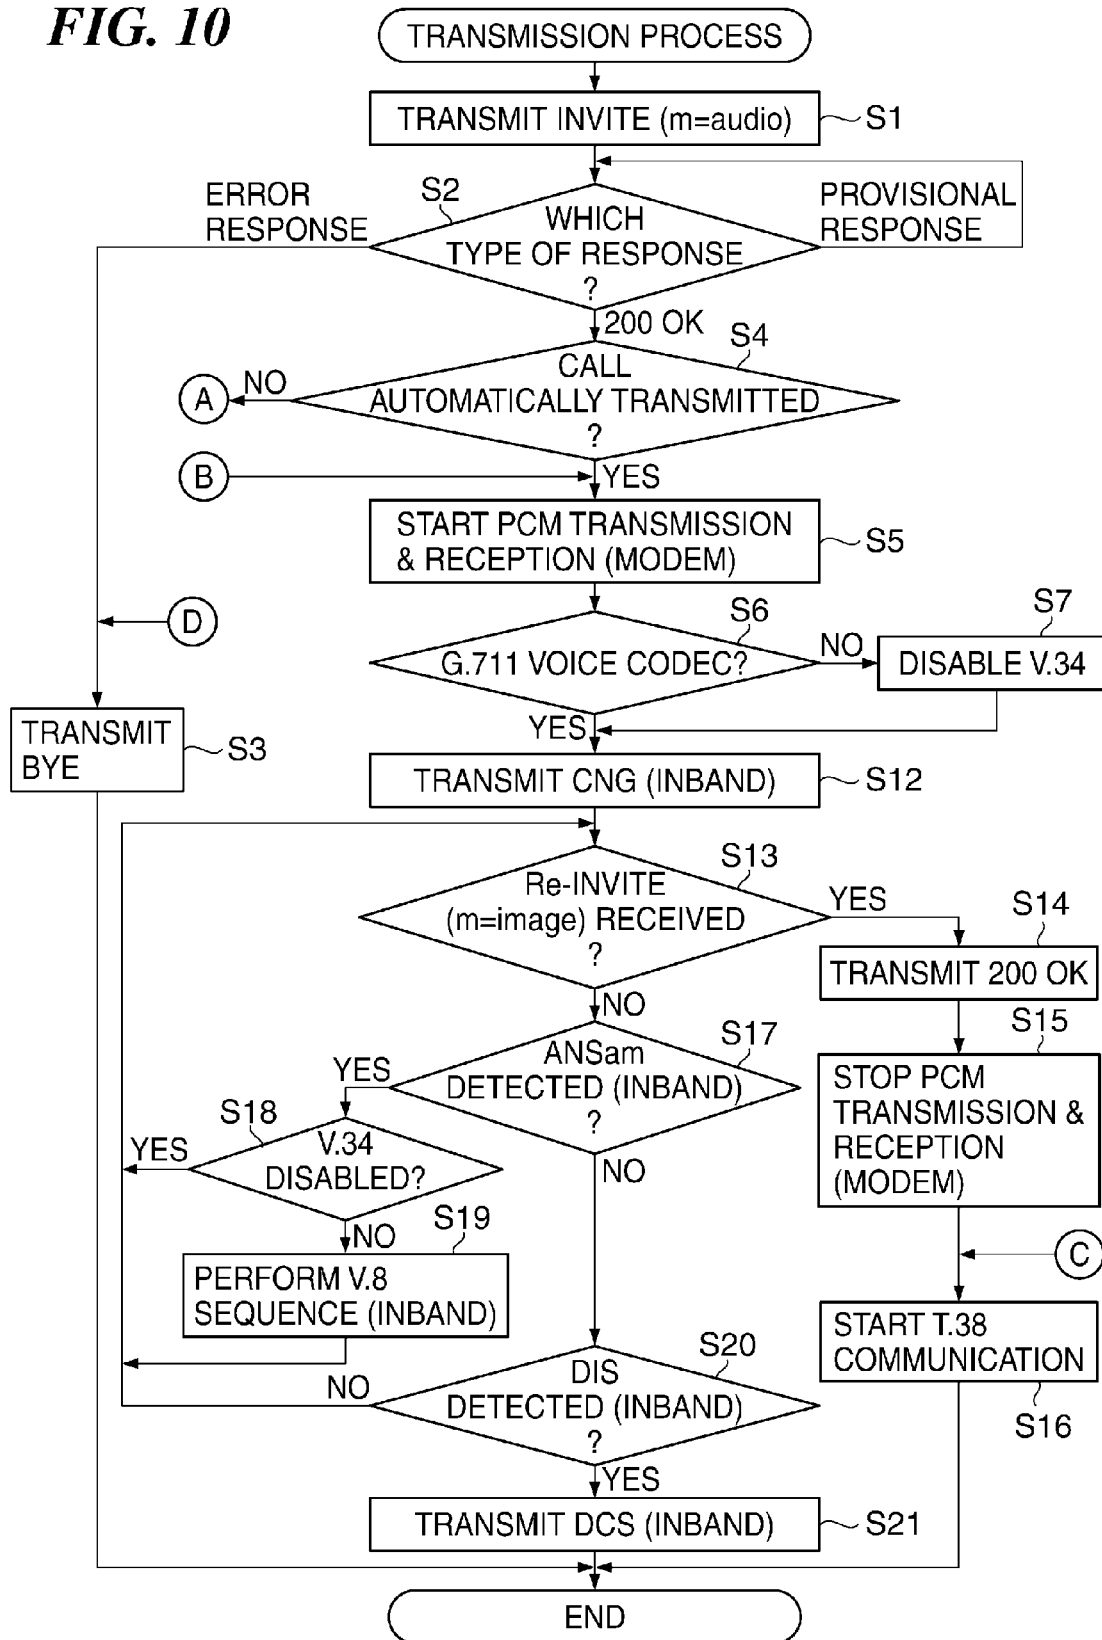 FIG. 10
TRANSMISSION PROCESS
TRANSMIT INVITE (m=audio)
S1
ERROR
RESPONSE
S2
WHICH
TYPE OF RESPONSE
?
PROVISIONAL
RESPONSE
200 OK
S4
CALL
AUTOMATICALLY TRANSMITTED
?
NO
A
B
YES
START PCM TRANSMISSION
& RECEPTION (MODEM)
S5
D
S6
G.711 VOICE CODEC?
NO
S7
DISABLE V.34
YES
TRANSMIT
BYE
S3
TRANSMIT CNG (INBAND)
S12
S13
Re-INVITE
(m=image) RECEIVED
?
YES
S14
TRANSMIT 200 OK
NO
S15
STOP PCM
TRANSMISSION &
RECEPTION
(MODEM)
S17
ANSam
DETECTED (INBAND)
?
YES
S18
V.34
DISABLED?
YES
NO
NO
S19
PERFORM V.8
SEQUENCE (INBAND)
C
START T.38
COMMUNICATION
S16
S20
DIS
DETECTED (INBAND)
?
NO
YES
TRANSMIT DCS (INBAND)
S21
END